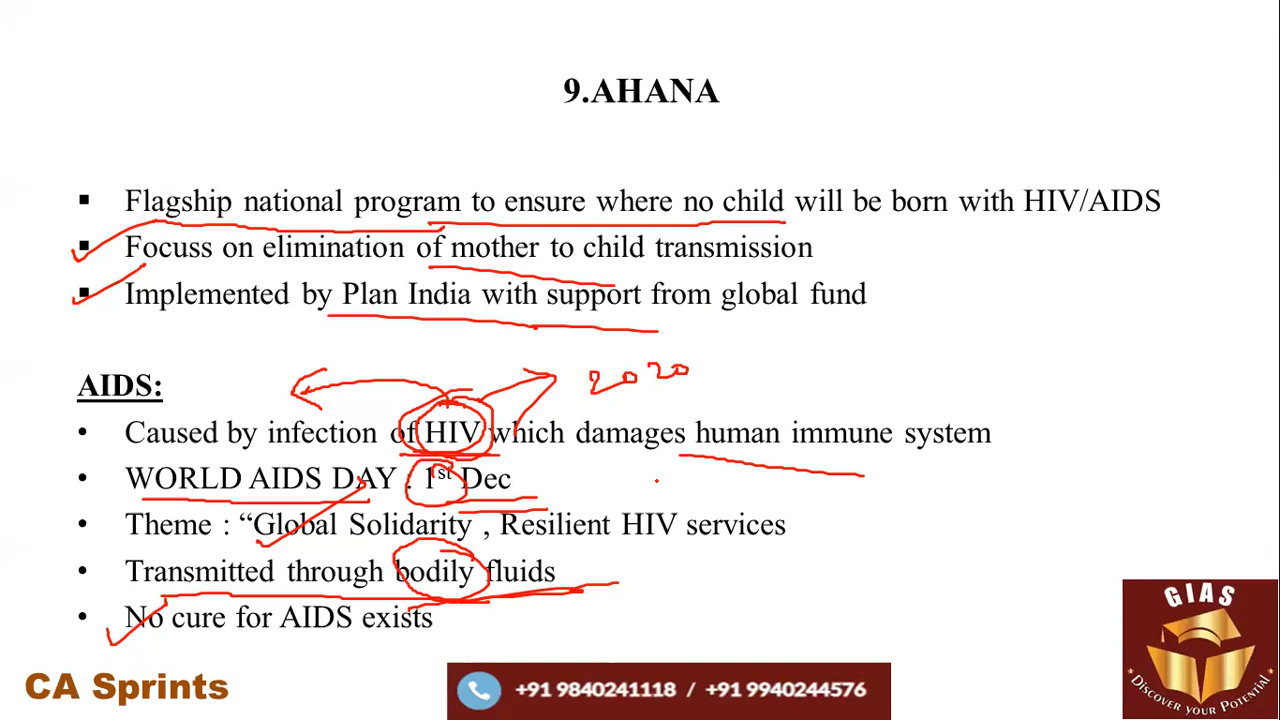 9.AHANA
▪ Flagship national program to ensure where no child will be born with HIV/AIDS
▪ Focuss on elimination of mother to child transmission
▪ Implemented by Plan India with support from global fund
2020
AIDS:
• Caused by infection of HIV which damages human immune system
• WORLD AIDS DAY : 1st Dec
• Theme : “Global Solidarity , Resilient HIV services
• Transmitted through bodily fluids
• No cure for AIDS exists
GIAS
DISCOVER YOUR POTENTIAL
CA Sprints
+91 9840241118 / +91 9940244576